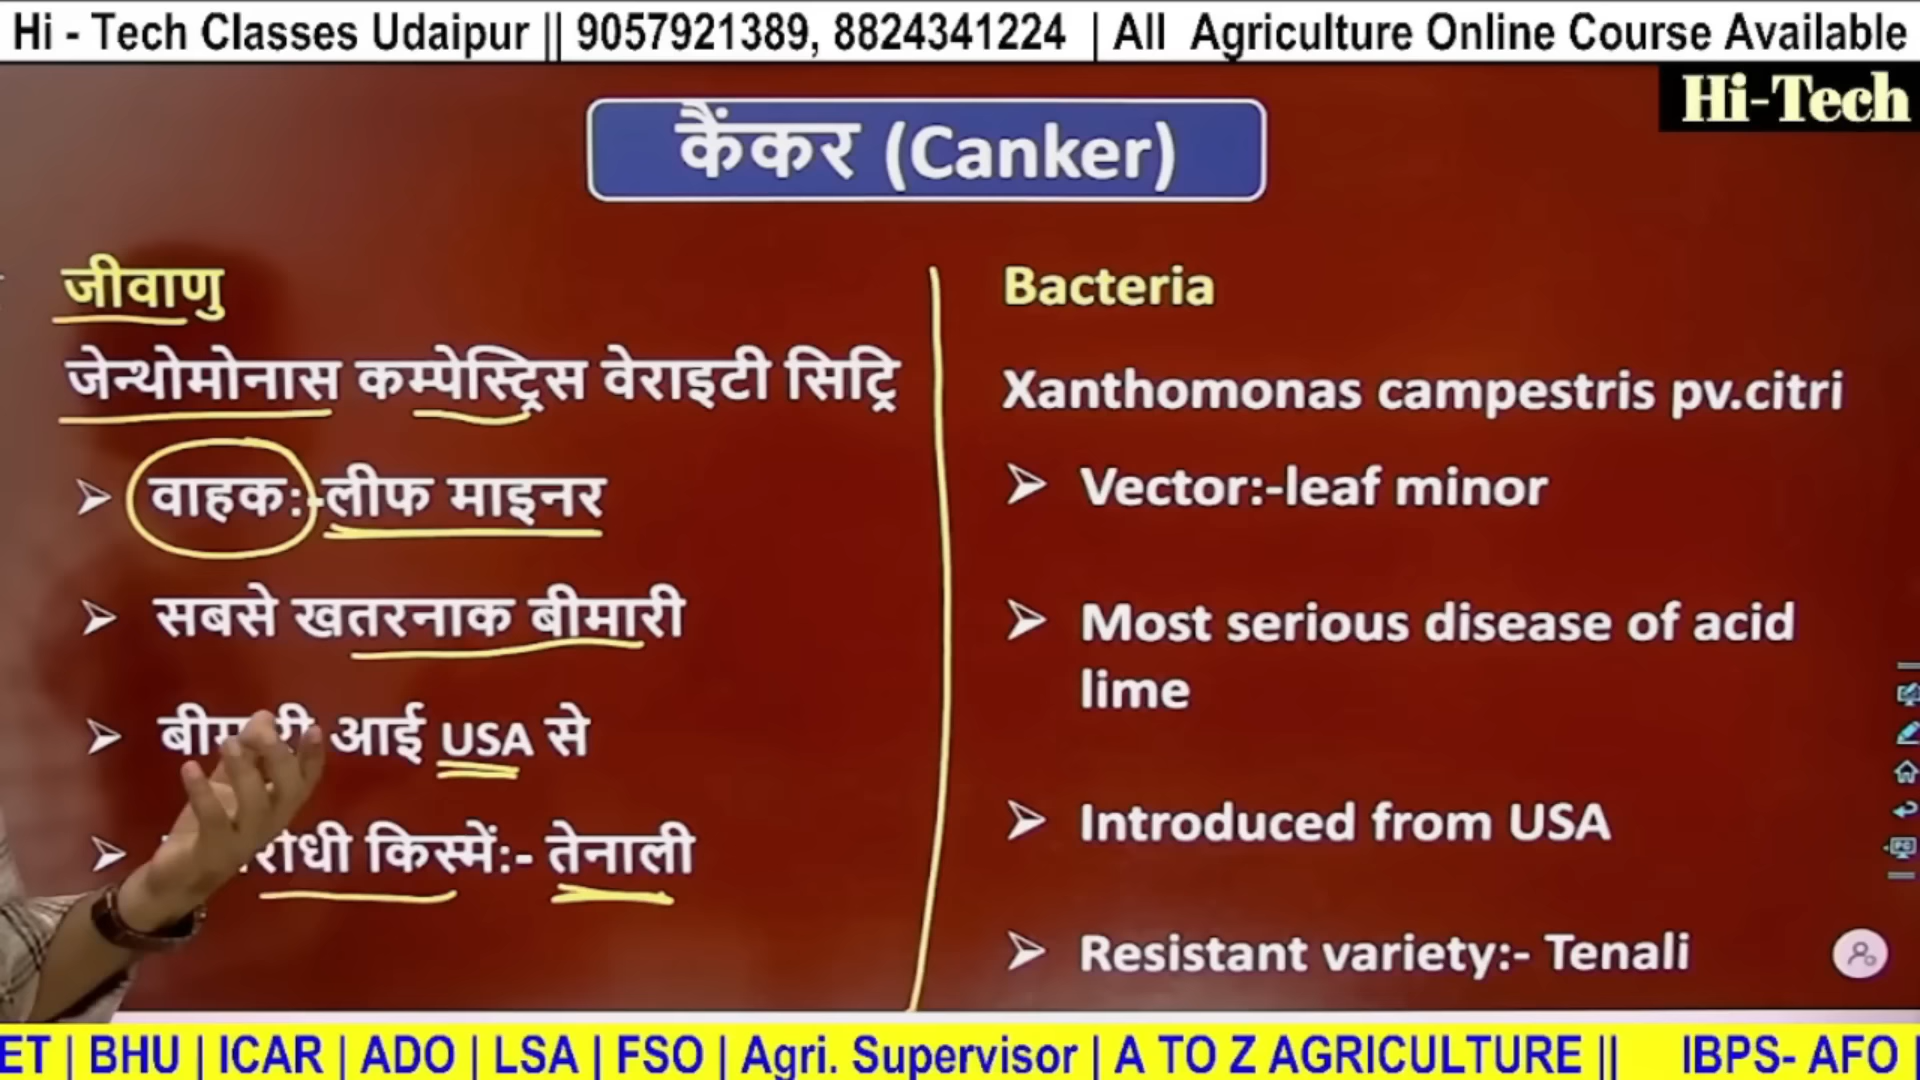 Hi - Tech Classes Udaipur || 9057921389, 8824341224 | All Agriculture Online Course Available
Hi-Tech
कैंकर (Canker)
जीवाणु
जेन्थोमोनास कम्पेस्ट्रिस वेराइटी सिट्रि
➢ वाहक:-लीफ माइनर
➢ सबसे खतरनाक बीमारी
➢ आई USA से
➢ किस्में:- तेनाली
Bacteria
Xanthomonas campestris pv.citri
➢ Vector:-leaf minor
➢ Most serious disease of acid
lime
➢ Introduced from USA
➢ Resistant variety:- Tenali
ET | BHU | ICAR | ADO | LSA | FSO | Agri. Supervisor | A TO Z AGRICULTURE || IBPS- AFO |